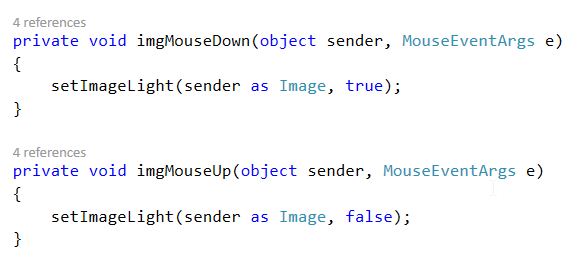 4 references
private void imgMouseDown(object sender, MouseEventArgs e)
{
    setImageLight(sender as Image, true);
}
4 references
private void imgMouseUp(object sender, MouseEventArgs e)
{
    setImageLight(sender as Image, false);
}